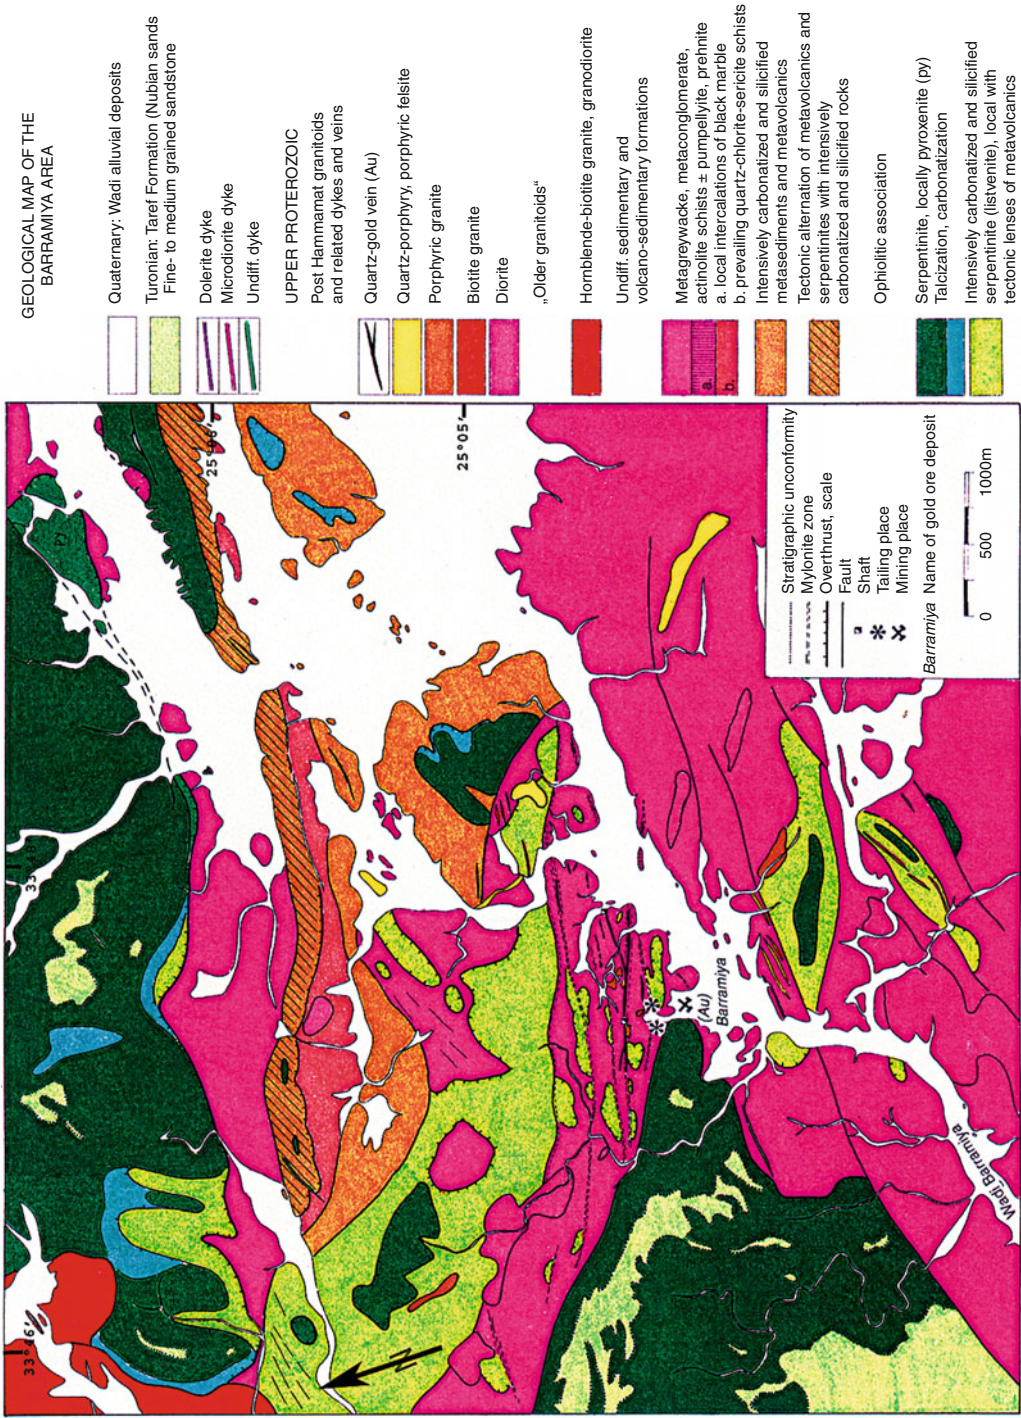 GEOLOGICAL MAP OF THE
BARRAMIYA AREA
Quaternary: Wadi alluvial deposits
Turonian: Taref Formation (Nubian sands
Fine- to medium grained sandstone
Dolerite dyke
Microdiorite dyke
Undiff. dyke
UPPER PROTEROZOIC
Post Hammamat granitoids
and related dykes and veins
Quartz-gold vein (Au)
Quartz-porphyry, porphyric felsite
Porphyric granite
Biotite granite
Diorite
„Older granitoids“
Hornblende-biotite granite, granodiorite
Undiff. sedimentary and
volcano-sedimentary formations
Metagreywacke, metaconglomerate,
actinolite schists ± pumpellyite, prehnite
a. local intercalations of black marble
b. prevailing quartz-chlorite-sericite schists
a.
b.
Intensively carbonatized and silicified
metasediments and metavolcanics
Tectonic alternation of metavolcanics and
serpentinites with intensively
carbonatized and silicified rocks
Ophiolitic association
Serpentinite, locally pyroxenite (py)
Talcization, carbonatization
Intensively carbonatized and silicified
serpentinite (listvenite), local with
tectonic lenses of metavolcanics
33°46'
25°06'
25°05'
py
(Au)
Barramiya
Wadi Barramiya
N
Stratigraphic unconformity
Mylonite zone
Overthrust, scale
Fault
Shaft
Tailing place
Mining place
Barramiya Name of gold ore deposit
0 500 1000m